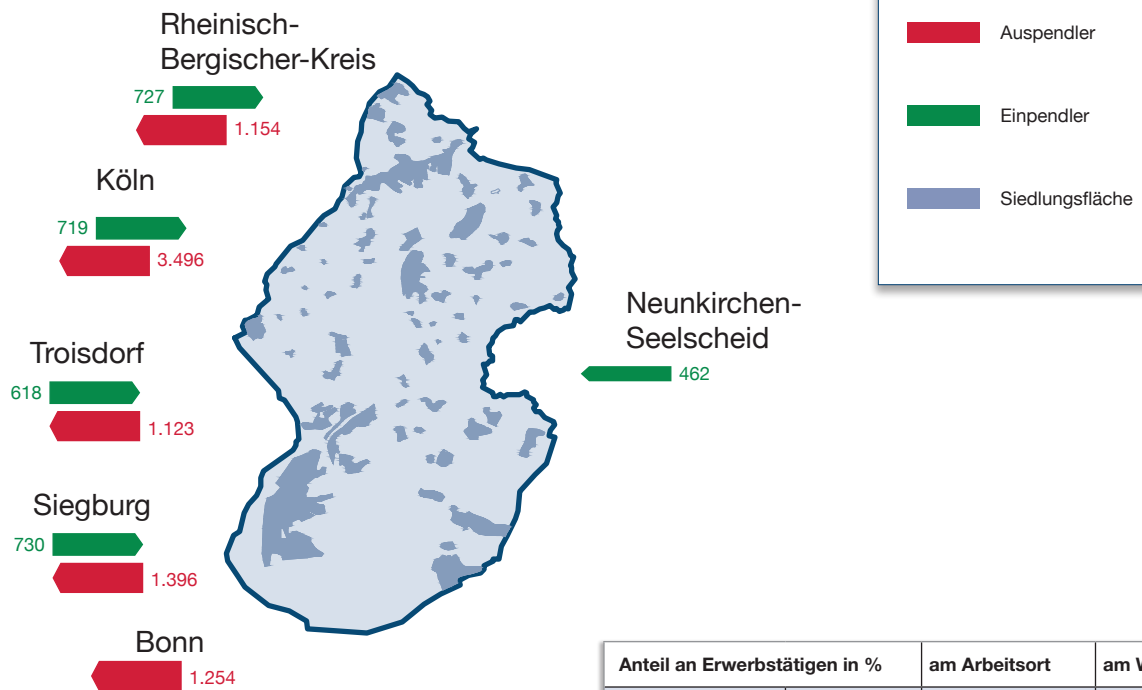 Rheinisch-
Bergischer-Kreis
727
1.154
Köln
719
3.496
Troisdorf
618
1.123
Siegburg
730
1.396
Bonn
1.254
Neunkirchen-
Seelscheid
462
Auspendler
Einpendler
Siedlungsfläche
Anteil an Erwerbstätigen in % am Arbeitsort am